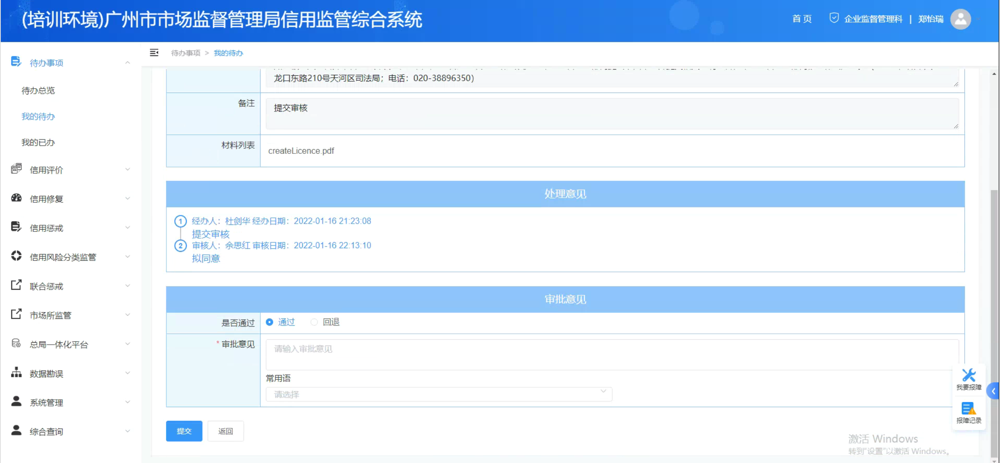 (培训环境)广州市市场监督管理局信用监管综合系统
首页 企业监督管理科 | 郑怡瑞
待办事项 > 我的待办
待办事项
待办总览
我的待办
我的已办
信用评价
信用修复
信用惩戒
信用风险分类监管
联合惩戒
市场所监管
总局一体化平台
数据勘误
系统管理
综合查询
龙口东路210号天河区司法局；电话：020-38896350)
备注
提交审核
材料列表
createLicence.pdf
处理意见
1 经办人：杜剑华 经办日期：2022-01-16 21:23:08
提交审核
2 审核人：余思红 审核日期：2022-01-16 22:13:10
拟同意
审批意见
是否通过 通过 回退
* 审批意见
请输入审批意见
常用语
请选择
提交 返回
我要报障
报障记录
激活 Windows
转到"设置"以激活 Windows。